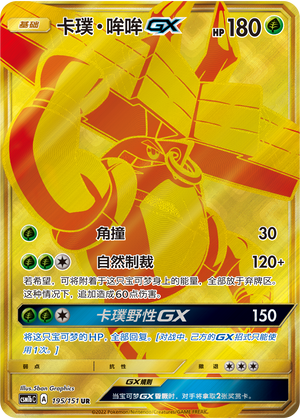 基础 卡璞·哞哞GX HP180
角撞 30
自然制裁 120+
若希望，可将附着于这只宝可梦身上的能量，全部放于弃牌区。
这种情况下，追加造成60点伤害。
卡璞野性GX 150
将这只宝可梦的HP，全部回复。[对战中，己方的GX招式只能使
用1次。]
弱点 抵抗力 撤退
Illus. 5ban Graphics
GX规则
csm1bC A 195/151 UR
当宝可梦GX昏厥时，对手将拿取2张奖赏卡。